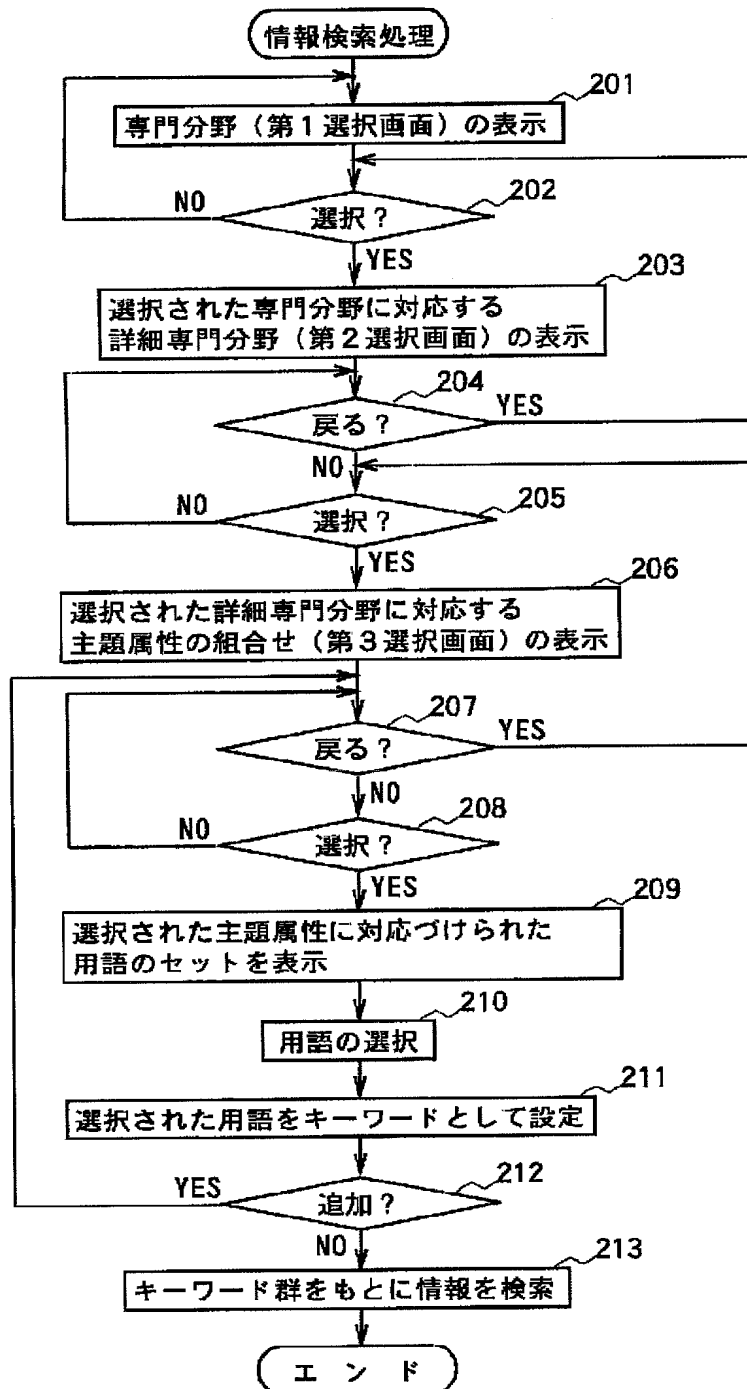 情報検索処理
201
専門分野（第1選択画面）の表示
202
NO
選択？
YES
203
選択された専門分野に対応する
詳細専門分野（第2選択画面）の表示
204
YES
戻る？
NO
205
NO
選択？
YES
206
選択された詳細専門分野に対応する
主題属性の組合せ（第3選択画面）の表示
207
YES
戻る？
NO
208
NO
選択？
YES
209
選択された主題属性に対応づけられた
用語のセットを表示
210
用語の選択
211
選択された用語をキーワードとして設定
212
YES
追加？
NO
213
キーワード群をもとに情報を検索
エンド